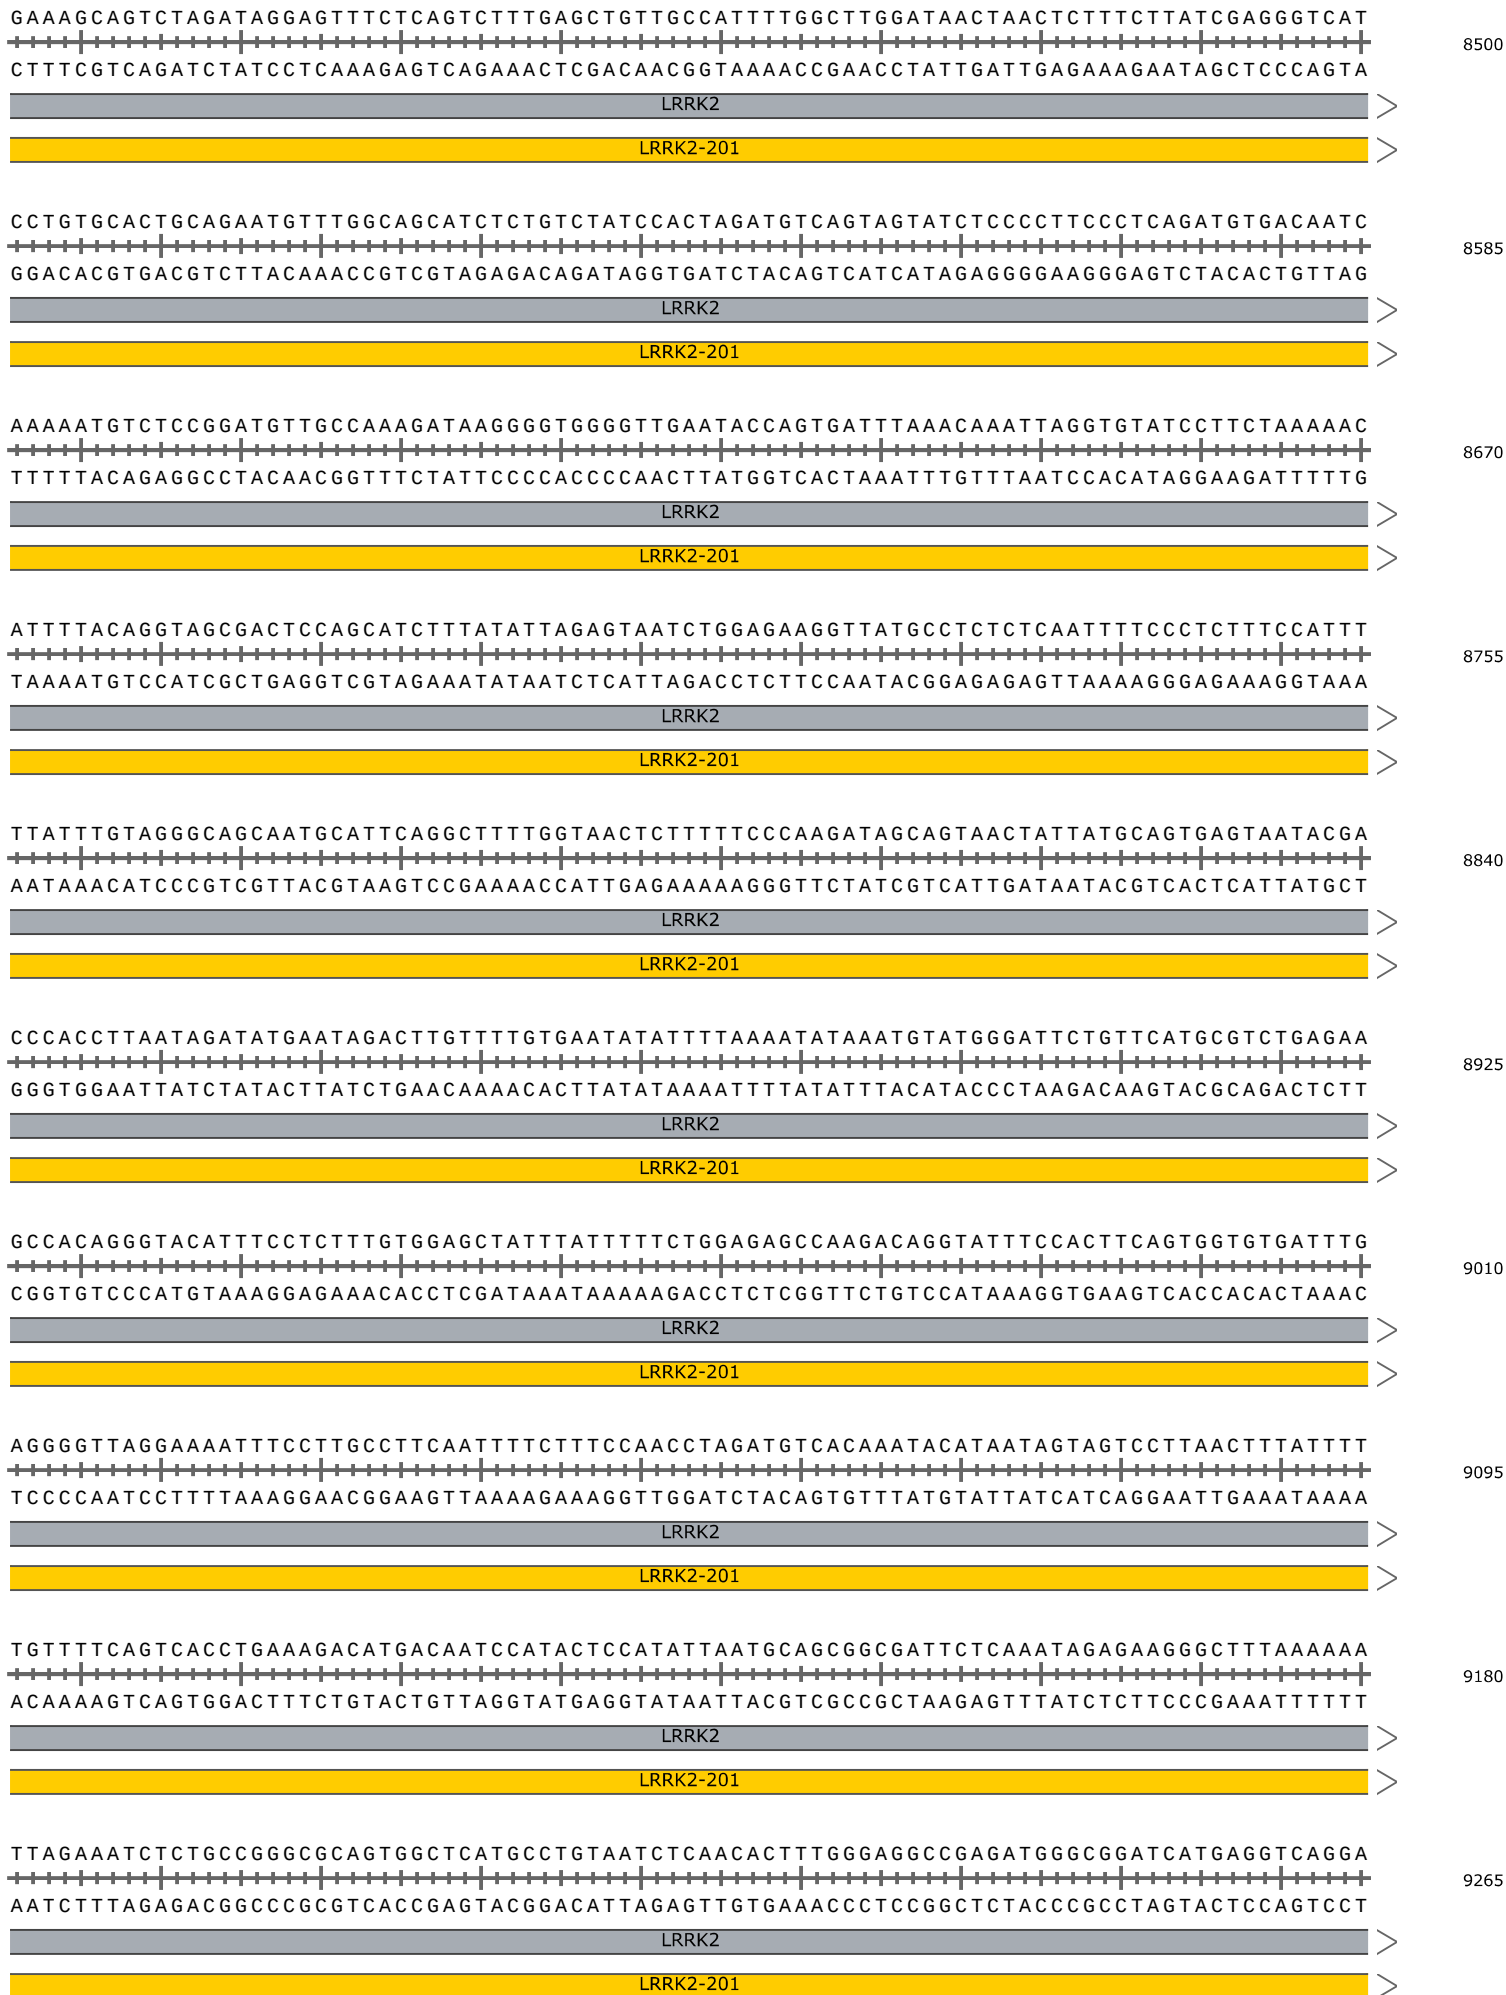 GAAAGCAGTCTAGATAGGAGTTTCTCAGTCTTTGAGCTGTTGCCATTTTGGCTTGGATAACTAACTCTTTCTTATCGAGGGTCAT
8500
CTTTCGTCAGATCTATCCTCAAAGAGTCAGAAACTCGACAACGGTAAAACCGAACCTATTGATTGAGAAAGAATAGCTCCCAGTA
LRRK2
LRRK2-201
CCTGTGCACTGCAGAATGTTTGGCAGCATCTCTGTCTATCCACTAGATGTCAGTAGTATCTCCCCTTCCCTCAGATGTGACAATC
8585
GGACACGTGACGTCTTACAAACCGTCGTAGAGACAGATAGGTGATCTACAGTCATCATAGAGGGGAAGGGAGTCTACACTGTTAG
LRRK2
LRRK2-201
AAAAATGTCTCCGGATGTTGCCAAAGATAAGGGGTGGGGTTGAATACCAGTGATTTAAACAAATTAGGTGTATCCTTCTAAAAAC
8670
TTTTTACAGAGGCCTACAACGGTTTCTATTCCCCACCCCAACTTATGGTCACTAAATTTGTTTAATCCACATAGGAAGATTTTTG
LRRK2
LRRK2-201
ATTTTACAGGTAGCGACTCCAGCATCTTTATATTAGAGTAATCTGGAGAAGGTTATGCCTCTCTCAATTTTCCCTCTTTCCATTT
8755
TAAAATGTCCATCGCTGAGGTCGTAGAAATATAATCTCATTAGACCTCTTCCAATACGGAGAGAGTTAAAAGGGAGAAAGGTAAA
LRRK2
LRRK2-201
TTATTTGTAGGGCAGCAATGCATTCAGGCTTTTGGTAACTCTTTTTCCCAAGATAGCAGTAACTATTATGCAGTGAGTAATACGA
8840
AATAAACATCCCGTCGTTACGTAAGTCCGAAAACCATTGAGAAAAAGGGTTCTATCGTCATTGATAATACGTCACTCATTATGCT
LRRK2
LRRK2-201
CCCACCTTAATAGATATGAATAGACTTGTTTTGTGAATATATTTTAAAATATAAATGTATGGGATTCTGTTCATGCGTCTGAGAA
8925
GGGTGGAATTATCTATACTTATCTGAACAAAACACTTATATAAAATTTTATATTTACATACCCTAAGACAAGTACGCAGACTCTT
LRRK2
LRRK2-201
GCCACAGGGTACATTTCCTCTTTGTGGAGCTATTTATTTTTCTGGAGAGCCAAGACAGGTATTTCCACTTCAGTGGTGTGATTTG
9010
CGGTGTCCCATGTAAAGGAGAAACACCTCGATAAATAAAAAGACCTCTCGGTTCTGTCCATAAAGGTGAAGTCACCACACTAAAC
LRRK2
LRRK2-201
AGGGGTTAGGAAAATTTCCTTGCCTTCAATTTTCTTTCCAACCTAGATGTCACAAATACATAATAGTAGTCCTTAACTTTATTTT
9095
TCCCCAATCCTTTTAAAGGAACGGAAGTTAAAAGAAAGGTTGGATCTACAGTGTTTATGTATTATCATCAGGAATTGAAATAAAA
LRRK2
LRRK2-201
TGTTTTCAGTCACCTGAAAGACATGACAATCCATACTCCATATTAATGCAGCGGCGATTCTCAAATAGAGAAGGGCTTTAAAAAA
9180
ACAAAAGTCAGTGGACTTTCTGTACTGTTAGGTATGAGGTATAATTACGTCGCCGCTAAGAGTTTATCTCTTCCCGAAATTTTTT
LRRK2
LRRK2-201
TTAGAAATCTCTGCCGGGCGCAGTGGCTCATGCCTGTAATCTCAACACTTTGGGAGGCCGAGATGGGCGGATCATGAGGTCAGGA
9265
AATCTTTAGAGACGGCCCGCGTCACCGAGTACGGACATTAGAGTTGTGAAACCCTCCGGCTCTACCCGCCTAGTACTCCAGTCCT
LRRK2
LRRK2-201